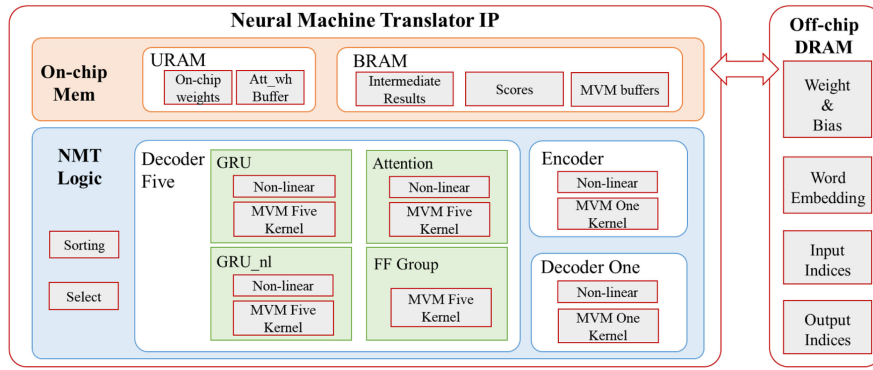 Neural Machine Translator IP
On-chip
Mem
URAM
On-chip
weights
Att_wh
Buffer
BRAM
Intermediate
Results
Scores
MVM buffers
NMT
Logic
Sorting
Select
Decoder
Five
GRU
Non-linear
MVM Five
Kernel
Attention
Non-linear
MVM Five
Kernel
GRU_nl
Non-linear
MVM Five
Kernel
FF Group
MVM Five
Kernel
Encoder
Non-linear
MVM One
Kernel
Decoder One
Non-linear
MVM One
Kernel
Off-chip
DRAM
Weight
&
Bias
Word
Embedding
Input
Indices
Output
Indices